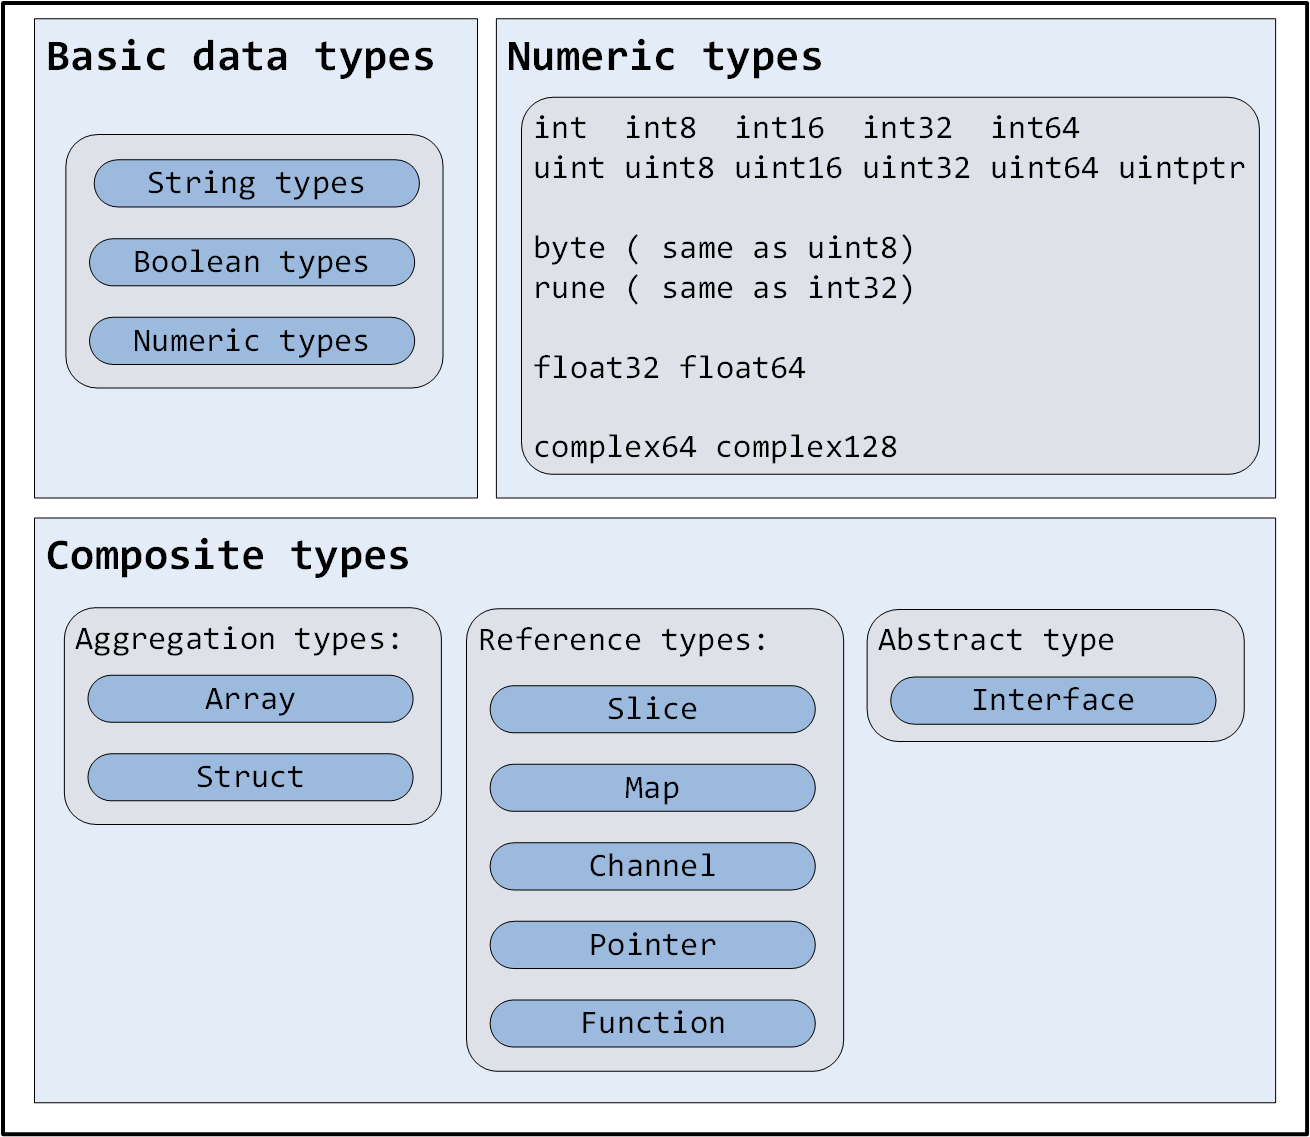 Basic data types
String types
Boolean types
Numeric types
Numeric types
int int8 int16 int32 int64
uint uint8 uint16 uint32 uint64 uintptr
byte ( same as uint8)
rune ( same as int32)
float32 float64
complex64 complex128
Composite types
Aggregation types:
Array
Struct
Reference types:
Slice
Map
Channel
Pointer
Function
Abstract type
Interface